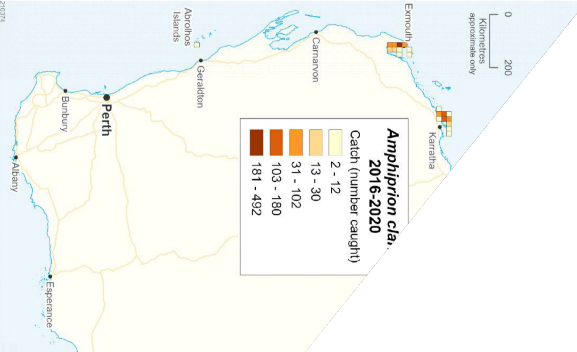 0
200
Kilometres
approximate only
Exmouth
Karratha
Carnarvon
Abrolhos
Islands
Geraldton
Perth
Bunbury
Albany
Esperance
2016-2020
Catch (number caught)
2 - 12
13 - 30
31 - 102
103 - 180
181 - 492
Amphiprion
210374